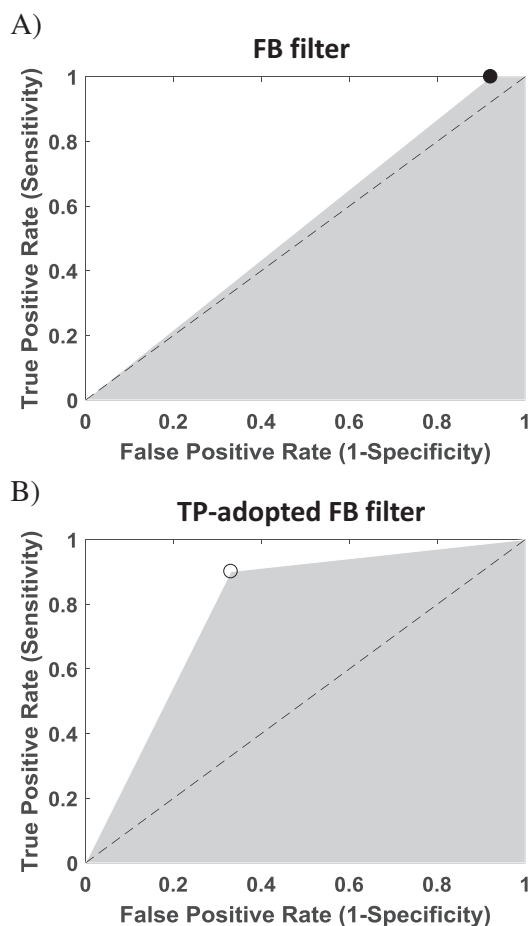 A)
FB filter
1
0.8
0.6
0.4
0.2
0
True Positive Rate (Sensitivity)
0 0.2 0.4 0.6 0.8 1
False Positive Rate (1-Specificity)
B)
TP-adopted FB filter
1
0.8
0.6
0.4
0.2
0
True Positive Rate (Sensitivity)
0 0.2 0.4 0.6 0.8 1
False Positive Rate (1-Specificity)